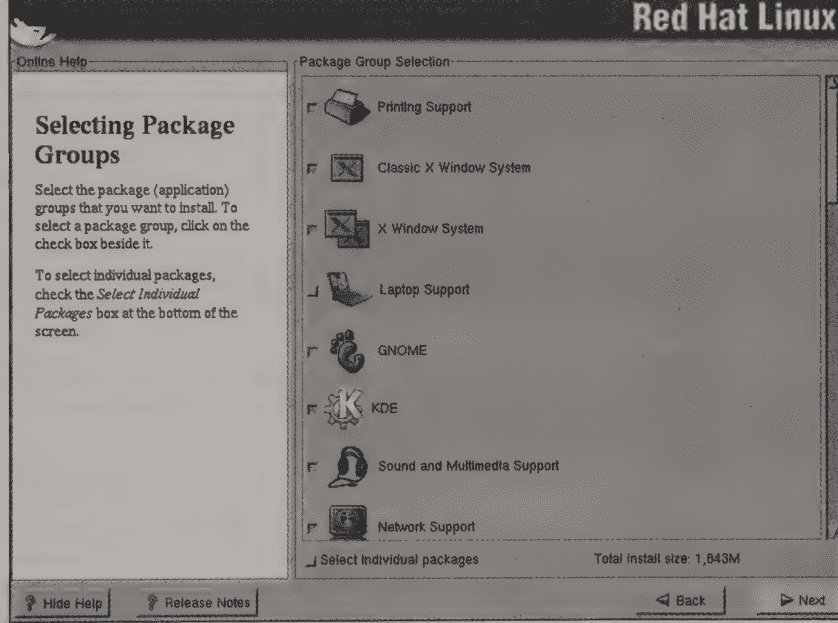 Red Hat Linux
Online Help
Selecting Package
Groups
Select the package (application)
groups that you want to install. To
select a package group, click on the
check box beside it.
To select individual packages,
check the Select Individual
Packages box at the bottom of the
screen.
Package Group Selection
Printing Support
Classic X Window System
X Window System
Laptop Support
GNOME
KDE
Sound and Multimedia Support
Network Support
Select individual packages
Total install size: 1,643M
Hide Help
Release Notes
Back
Next